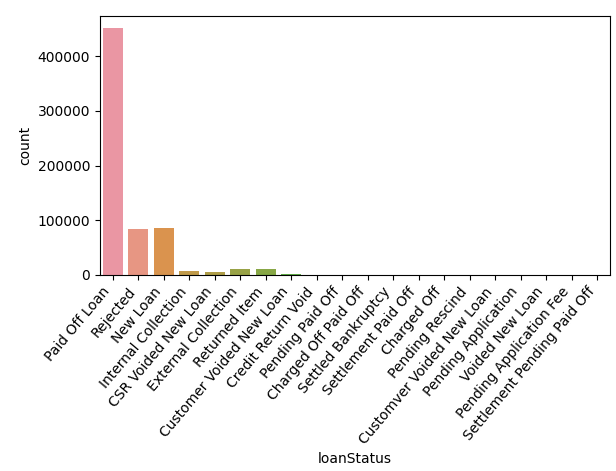 count
400000
300000
200000
100000
0
Paid Off Loan
Rejected
New Loan
Internal Collection
CSR Voided New Loan
External Collection
Returned Item
Customer Voided New Loan
Credit Return Void
Pending Paid Off
Charged Off Paid Off
Settled Bankruptcy
Settlement Paid Off
Charged Off
Pending Rescind
Customver Voided New Loan
Pending Application
Voided New Loan
Pending Application Fee
Settlement Pending Paid Off
loanStatus